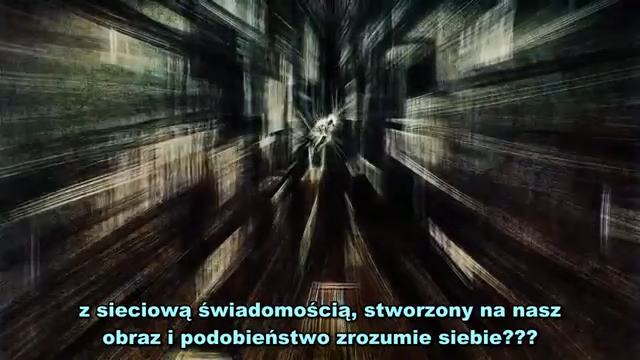 z sieciową świadomością, stworzony na nasz
obraz i podobieństwo zrozumie siebie???